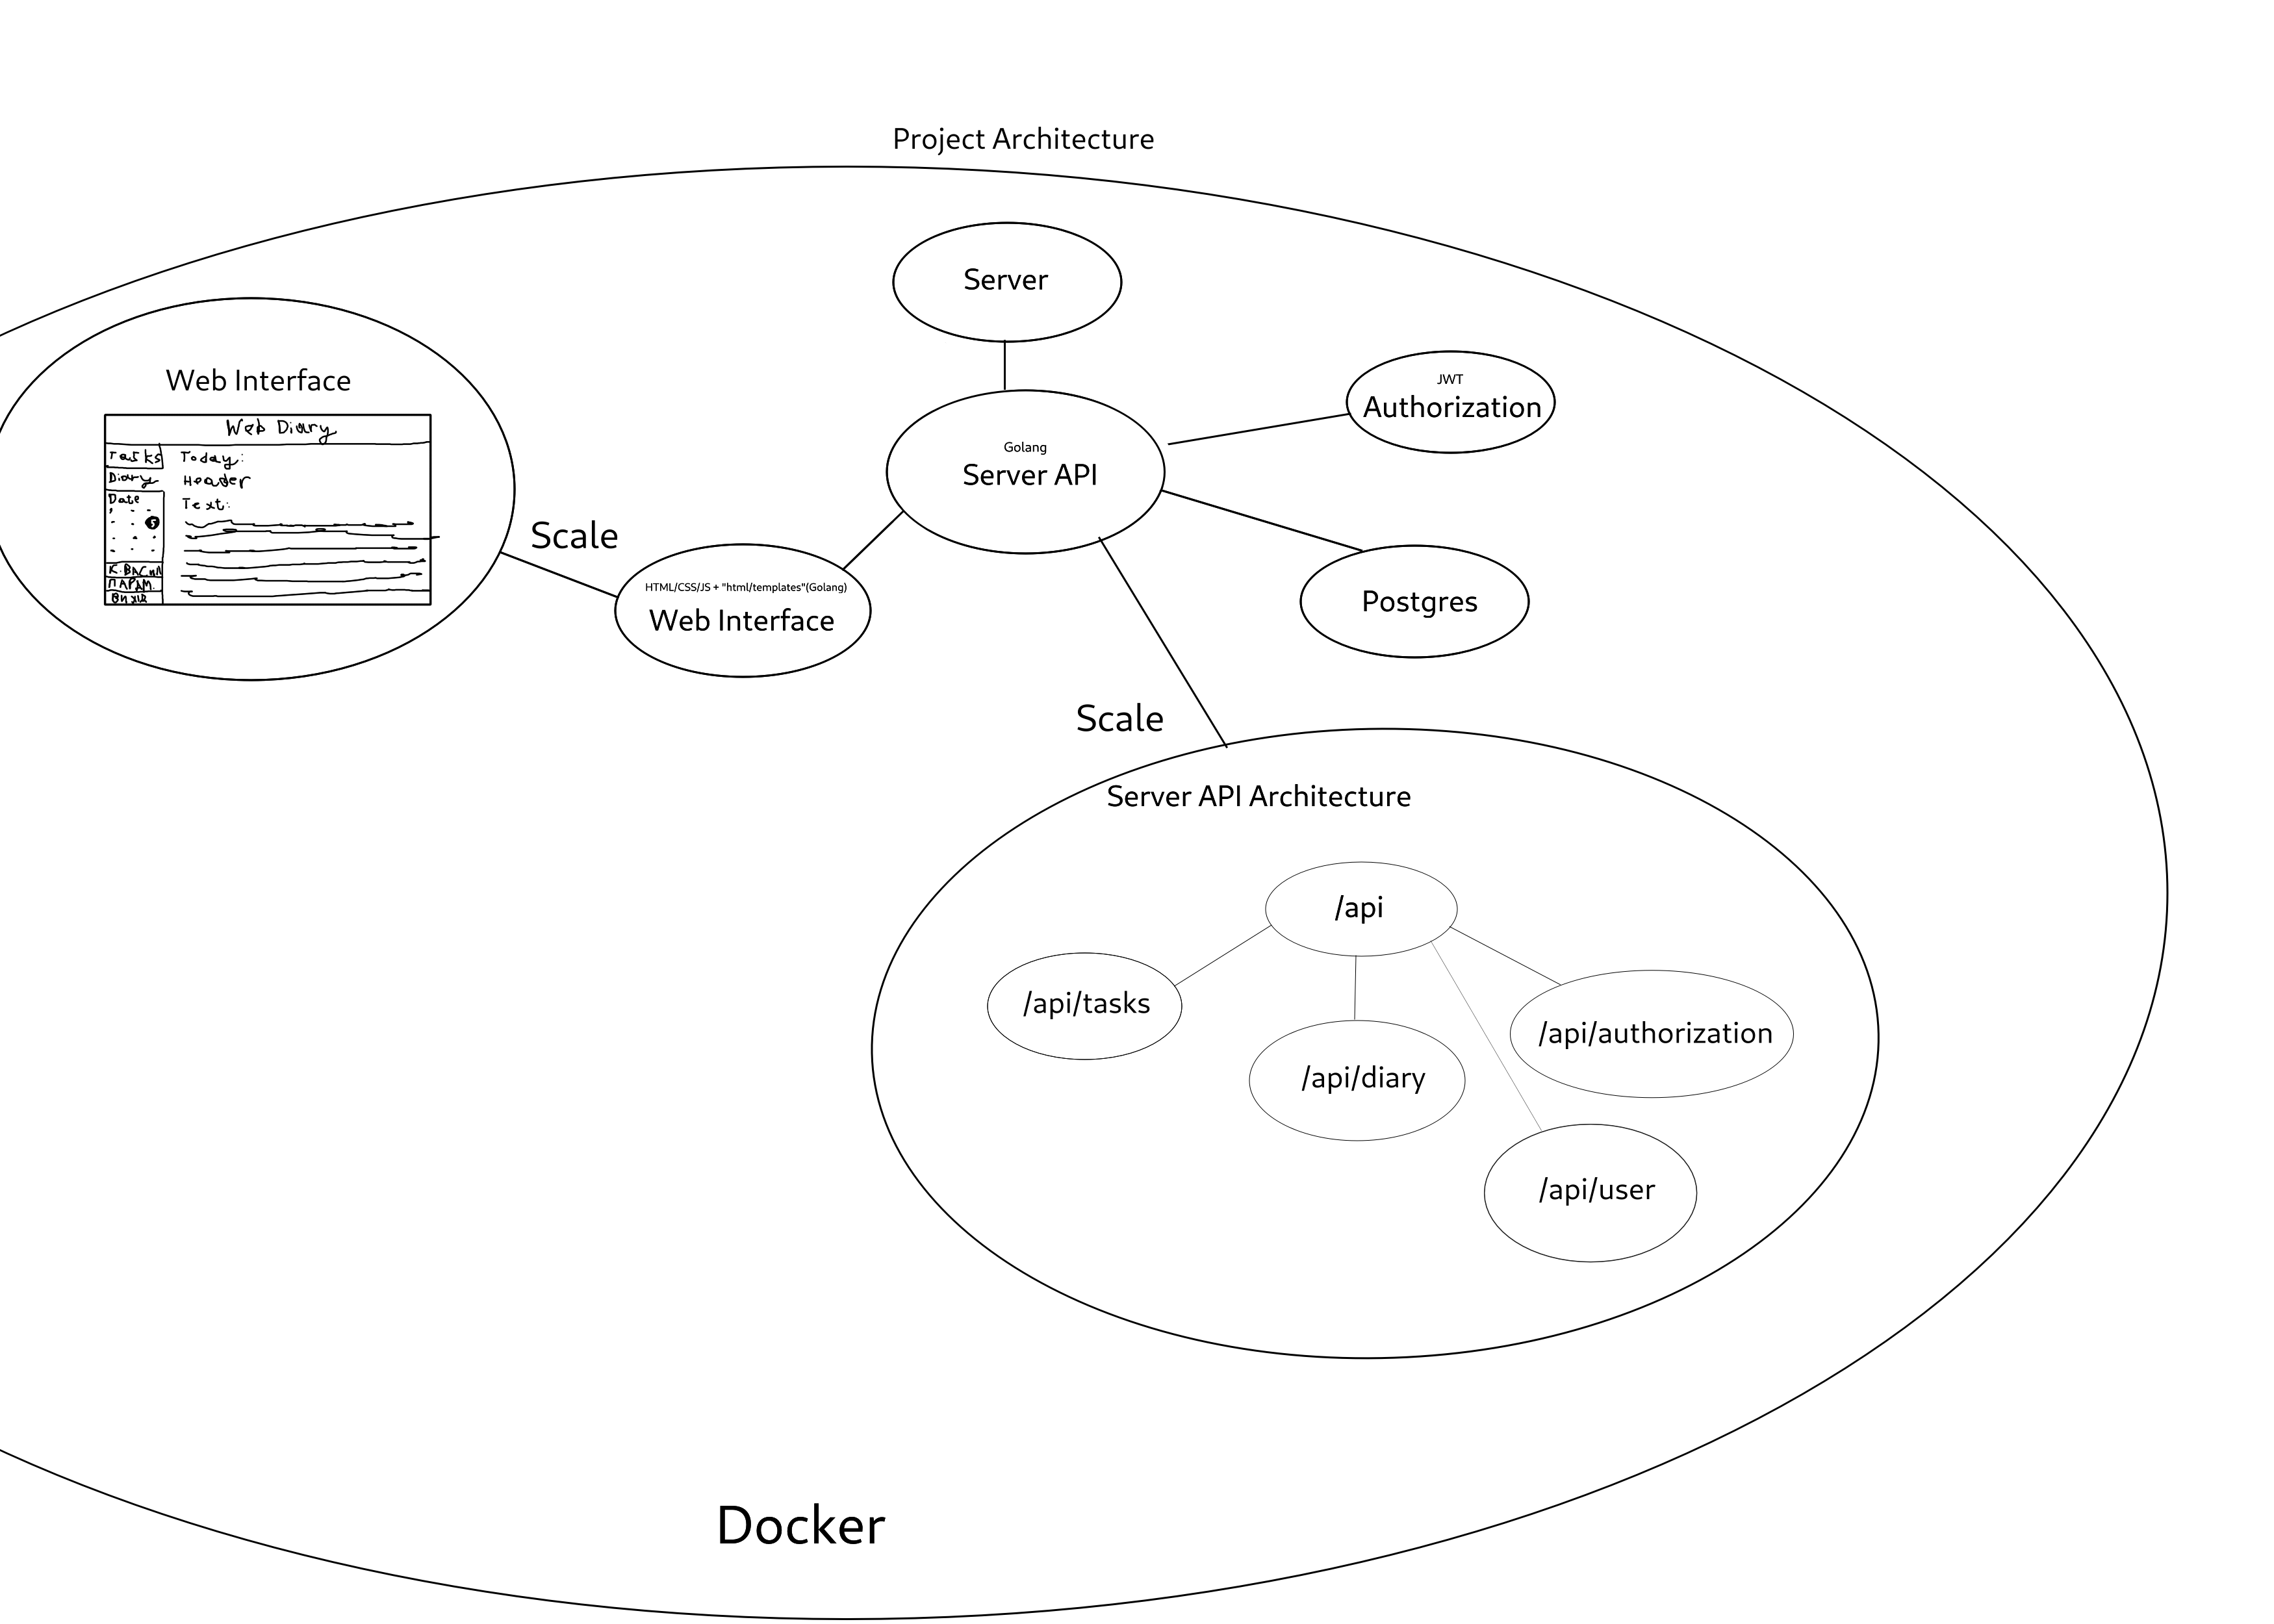 Project Architecture
Server
Web Interface
Web Diary
Tasks
Today:
Diary
Header
Date
Text:
5
К. ВАСИЛ
ПАРАМ.
JWT
Authorization
Golang
Server API
Scale
HTML/CSS/JS + "html/templates"(Golang)
Web Interface
Postgres
Scale
Server API Architecture
/api
/api/tasks
/api/authorization
/api/diary
/api/user
Docker